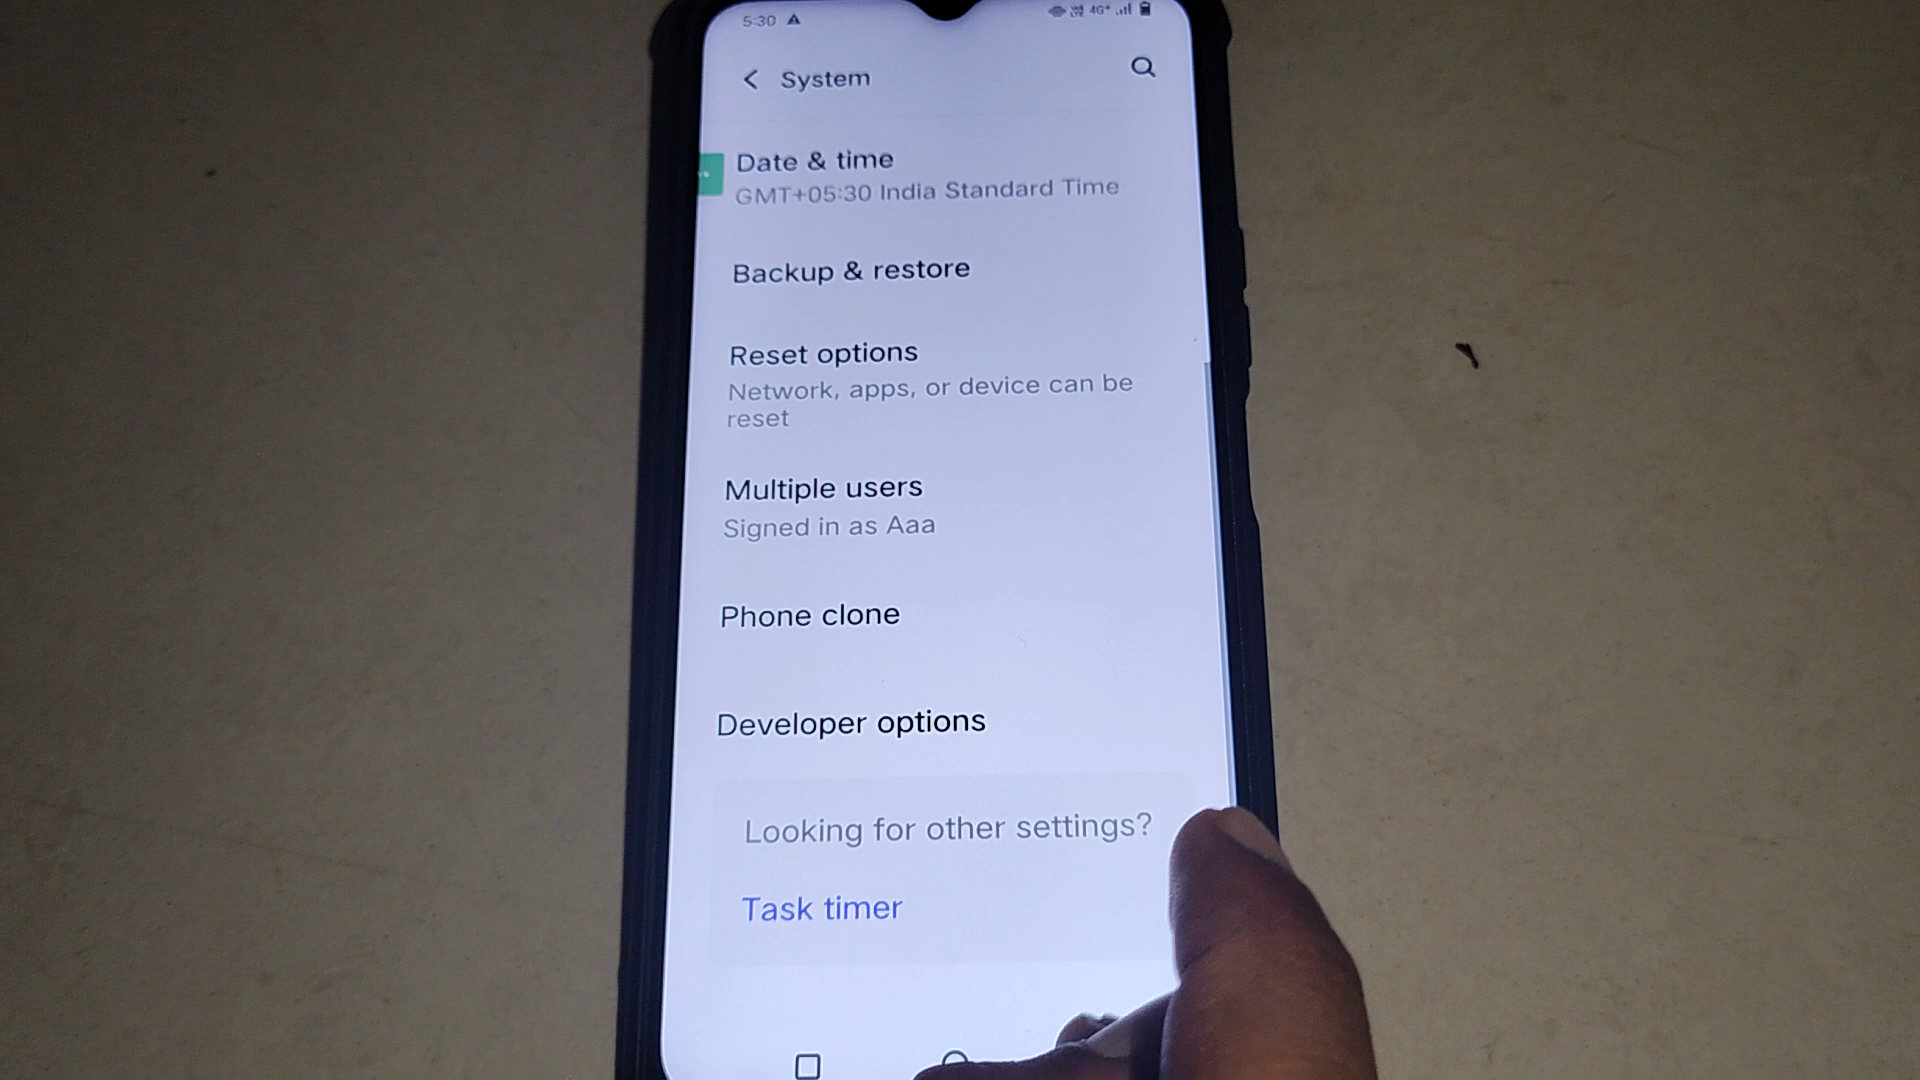 5:30
4G+
System
Date & time
GMT+05:30 India Standard Time
Backup & restore
Reset options
Network, apps, or device can be
reset
Multiple users
Signed in as Aaa
Phone clone
Developer options
Looking for other settings?
Task timer